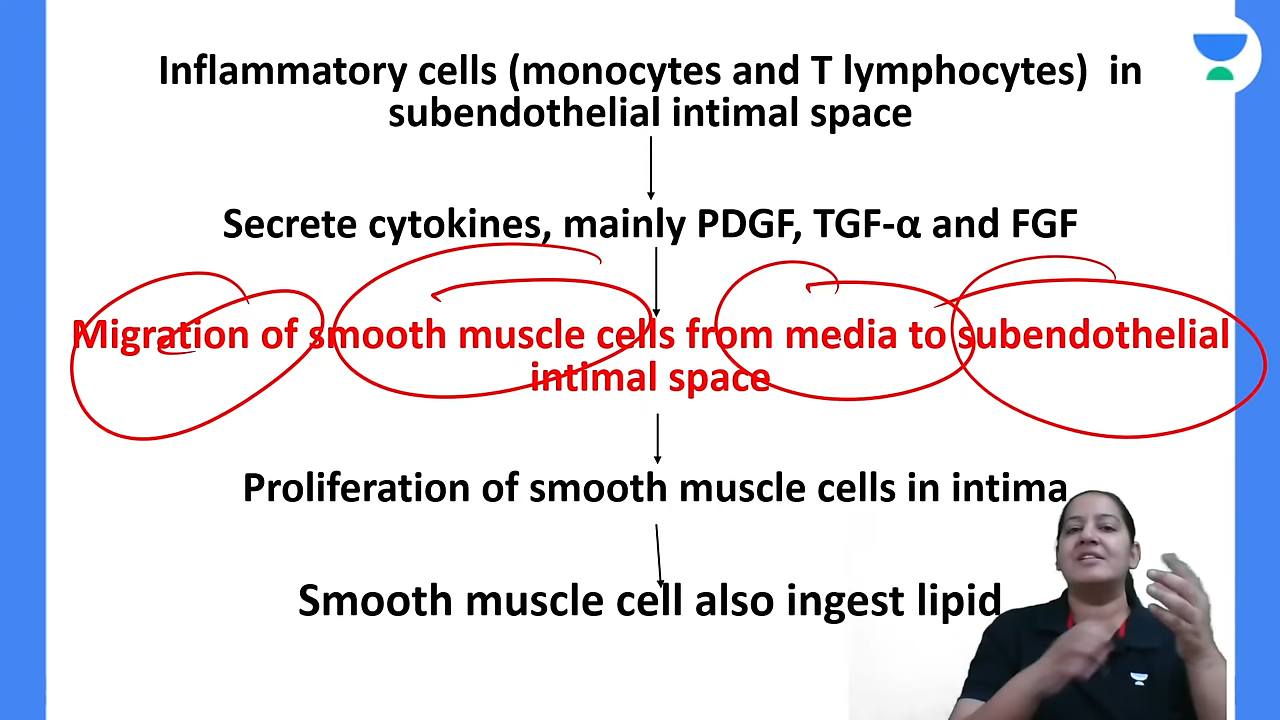 Inflammatory cells (monocytes and T lymphocytes) in
subendothelial intimal space
Secrete cytokines, mainly PDGF, TGF-α and FGF
Migration of smooth muscle cells from media to subendothelial
intimal space
Proliferation of smooth muscle cells in intima
Smooth muscle cell also ingest lipid